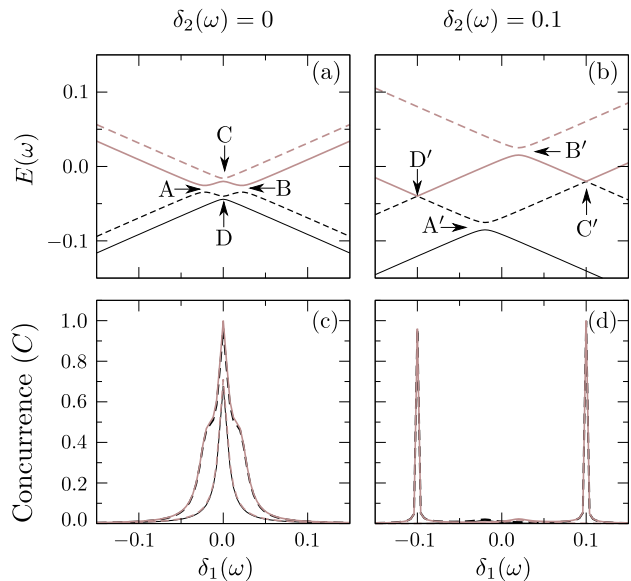 δ₂(ω) = 0
δ₂(ω) = 0.1
(a)
(b)
0.1
0.0
−0.1
E(ω)
A
B
C
D
A′
B′
C′
D′
(c)
(d)
1.0
0.8
0.6
0.4
0.2
0.0
Concurrence (C)
−0.1
0.0
0.1
−0.1
0.0
0.1
δ₁(ω)
δ₁(ω)